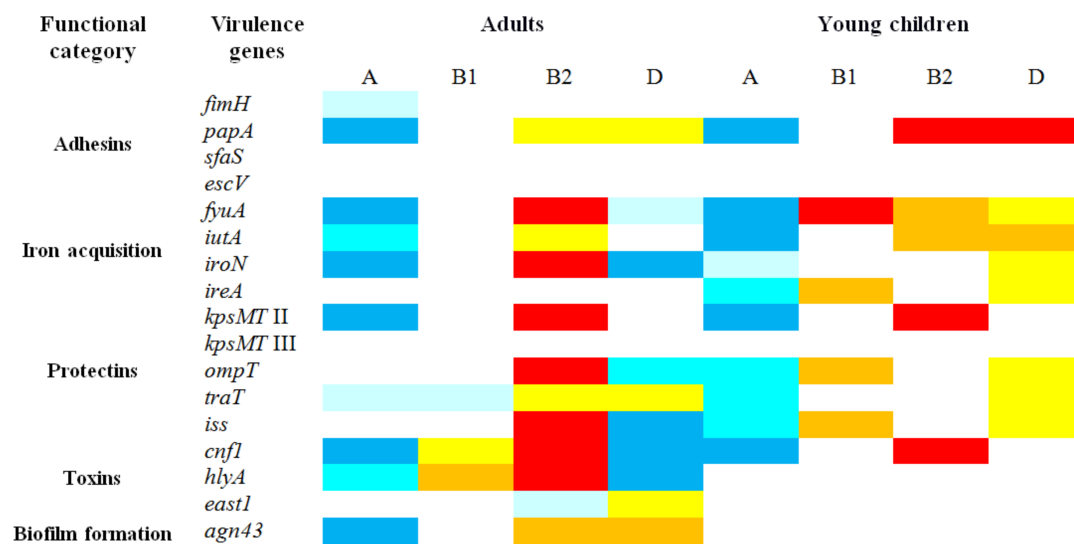 Functional Virulence Adults Young children
category genes
A B1 B2 D A B1 B2 D
fimH
papA
Adhesins
sfaS
escV
fyuA
iutA
Iron acquisition
iroN
ireA
kpsMT II
kpsMT III
Protectins ompT
traT
iss
cnf1
Toxins hlyA
east1
Biofilm formation agn43